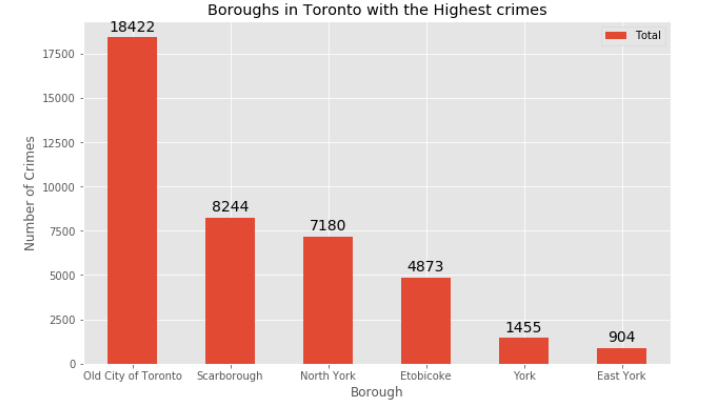 Boroughs in Toronto with the Highest crimes
18422
Total
17500
15000
12500
10000
8244
7500
7180
5000
4873
2500
1455
904
0
Number of Crimes
Old City of Toronto Scarborough North York Etobicoke York East York
Borough